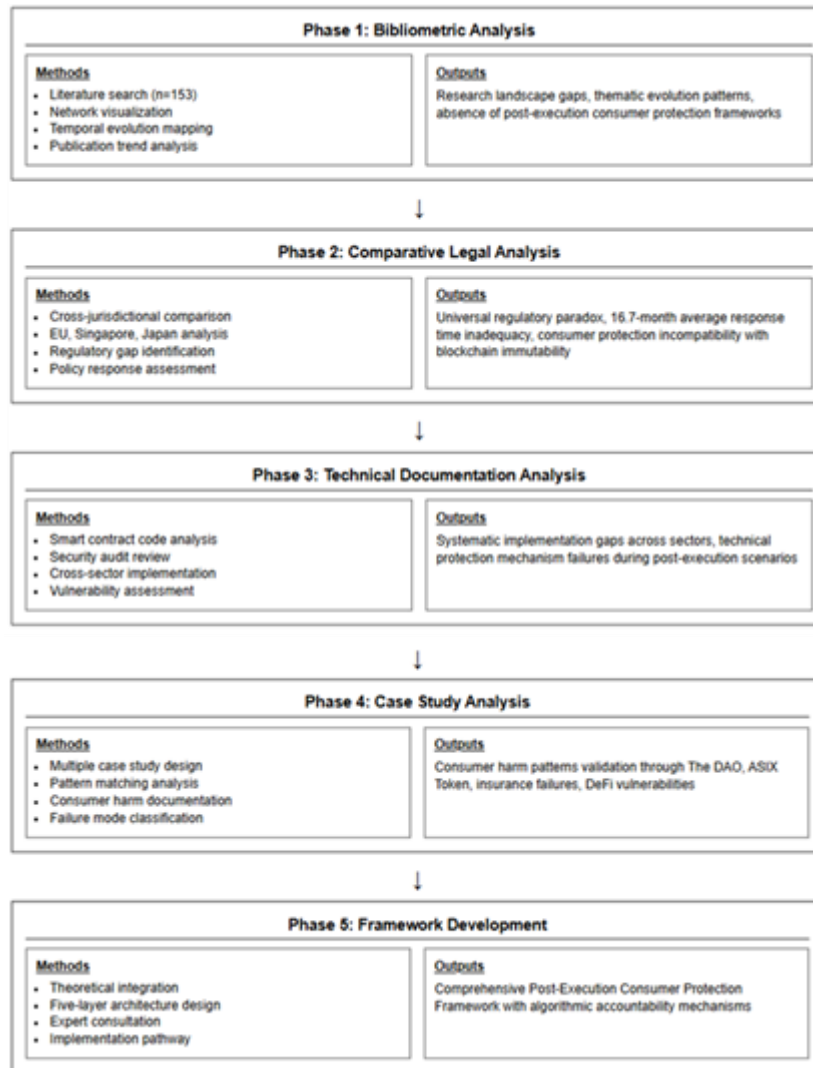 Phase 1: Bibliometric Analysis
Methods
• Literature search (n=153)
• Network visualization
• Temporal evolution mapping
• Publication trend analysis
Outputs
Research landscape gaps, thematic evolution patterns,
absence of post-execution consumer protection frameworks
↓
Phase 2: Comparative Legal Analysis
Methods
• Cross-jurisdictional comparison
• EU, Singapore, Japan analysis
• Regulatory gap identification
• Policy response assessment
Outputs
Universal regulatory paradox, 16.7-month average response
time inadequacy, consumer protection incompatibility with
blockchain immutability
↓
Phase 3: Technical Documentation Analysis
Methods
• Smart contract code analysis
• Security audit review
• Cross-sector implementation
• Vulnerability assessment
Outputs
Systematic implementation gaps across sectors, technical
protection mechanism failures during post-execution scenarios
↓
Phase 4: Case Study Analysis
Methods
• Multiple case study design
• Pattern matching analysis
• Consumer harm documentation
• Failure mode classification
Outputs
Consumer harm patterns validation through The DAO, ASIX
Token, insurance failures, DeFi vulnerabilities
↓
Phase 5: Framework Development
Methods
• Theoretical integration
• Five-layer architecture design
• Expert consultation
• Implementation pathway
Outputs
Comprehensive Post-Execution Consumer Protection
Framework with algorithmic accountability mechanisms